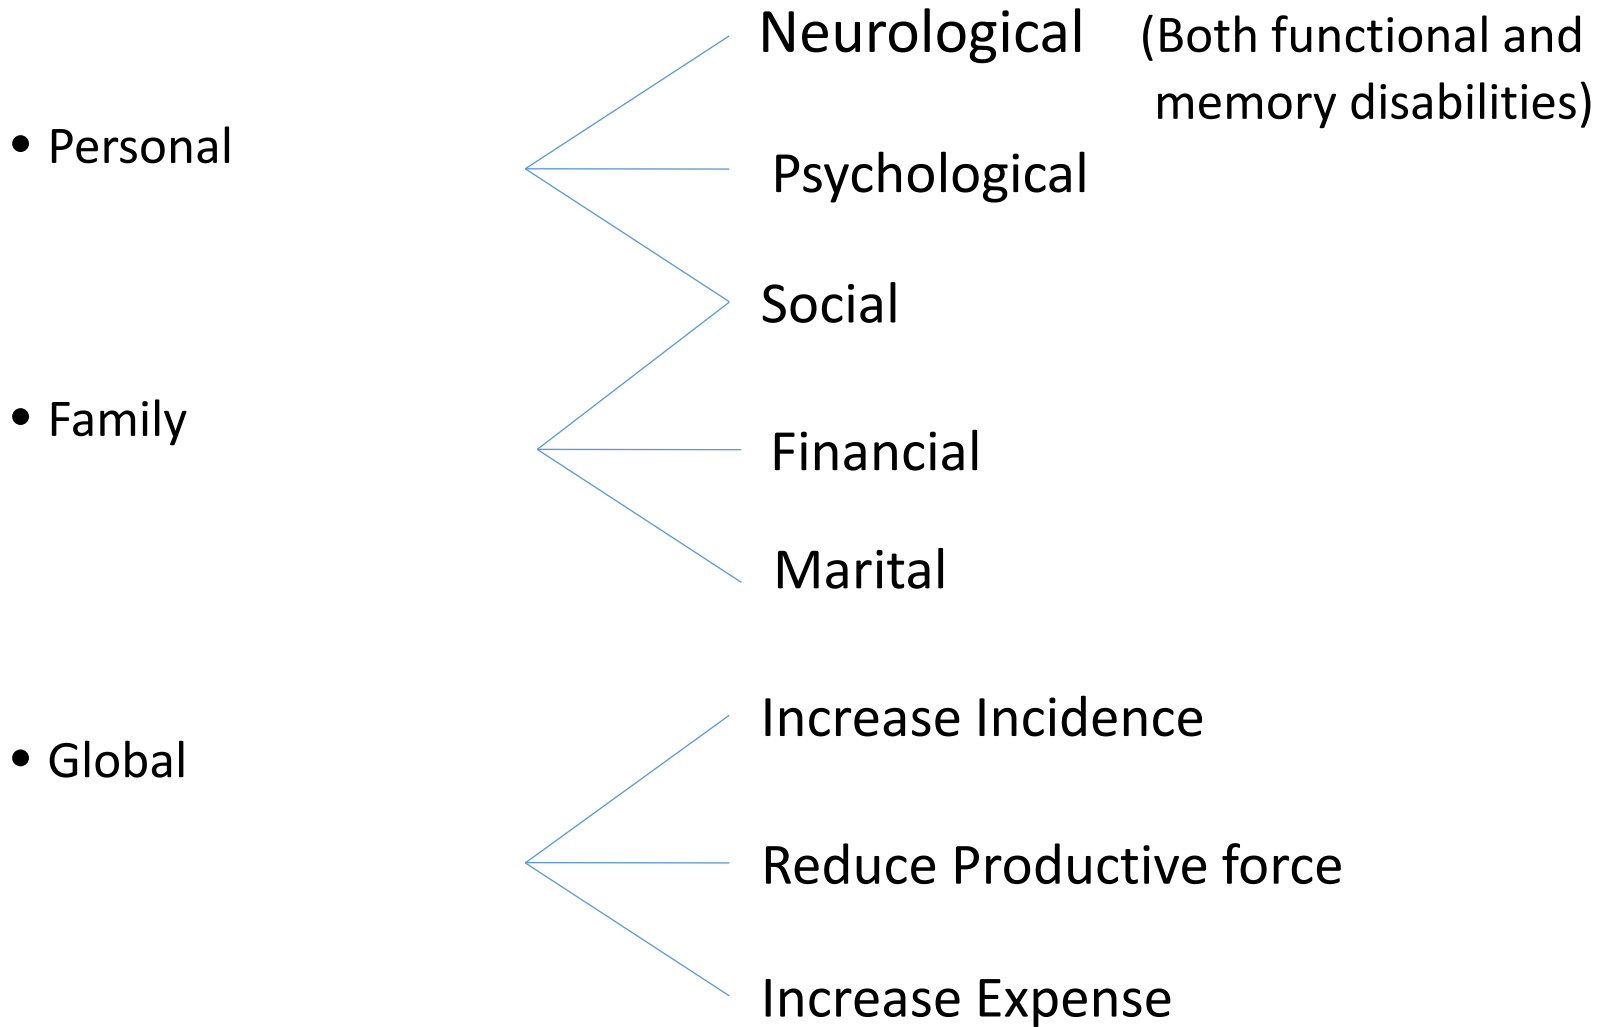 Neurological (Both functional and
memory disabilities)
• Personal
Psychological
Social
• Family
Financial
Marital
Increase Incidence
• Global
Reduce Productive force
Increase Expense